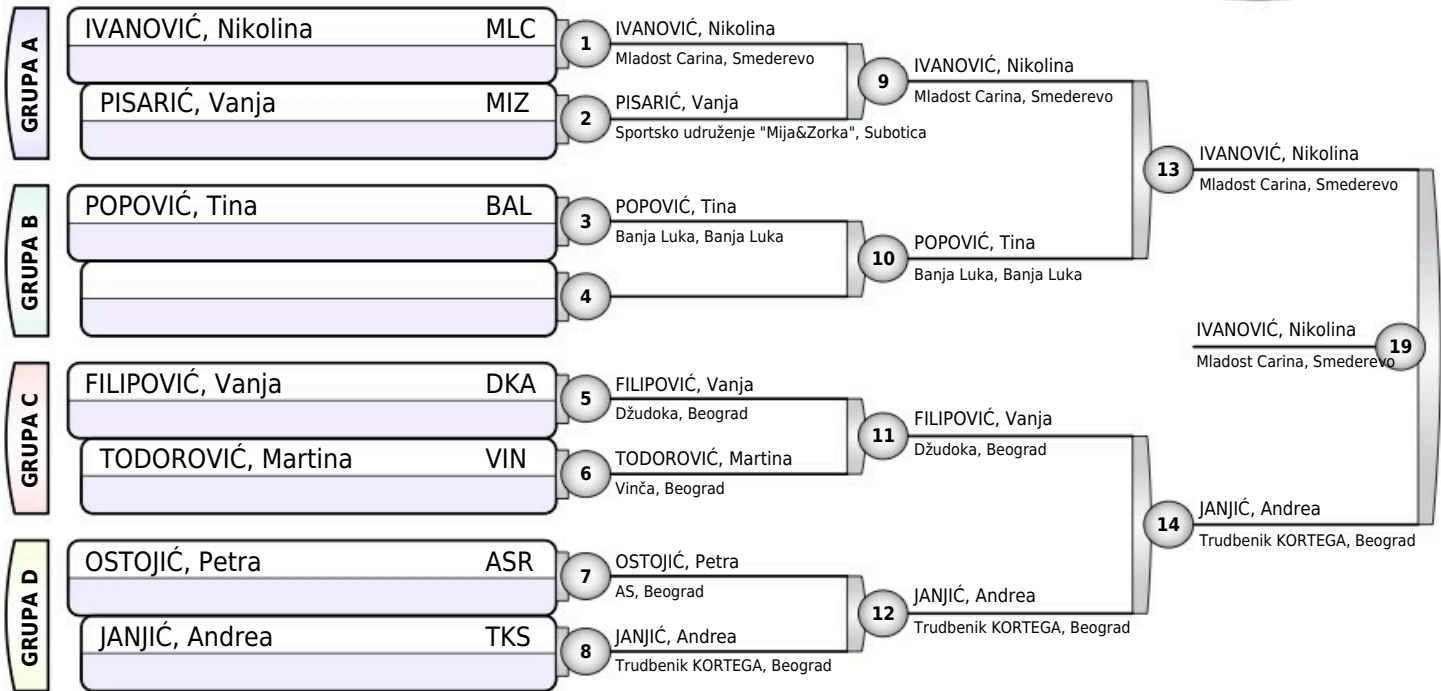 GRUPA A
IVANOVIĆ, Nikolina MLC
PISARIĆ, Vanja MIZ
1
IVANOVIĆ, Nikolina
Mladost Carina, Smederevo
2
PISARIĆ, Vanja
Sportsko udruženje "Mija&Zorka", Subotica
9
IVANOVIĆ, Nikolina
Mladost Carina, Smederevo
GRUPA B
POPOVIĆ, Tina BAL
3
POPOVIĆ, Tina
Banja Luka, Banja Luka
4
10
POPOVIĆ, Tina
Banja Luka, Banja Luka
13
IVANOVIĆ, Nikolina
Mladost Carina, Smederevo
GRUPA C
FILIPOVIĆ, Vanja DKA
TODOROVIĆ, Martina VIN
5
FILIPOVIĆ, Vanja
Džudoka, Beograd
6
TODOROVIĆ, Martina
Vinča, Beograd
11
FILIPOVIĆ, Vanja
Džudoka, Beograd
GRUPA D
OSTOJIĆ, Petra ASR
JANJIĆ, Andrea TKS
7
OSTOJIĆ, Petra
AS, Beograd
8
JANJIĆ, Andrea
Trudbenik KORTEGA, Beograd
12
JANJIĆ, Andrea
Trudbenik KORTEGA, Beograd
14
JANJIĆ, Andrea
Trudbenik KORTEGA, Beograd
IVANOVIĆ, Nikolina
Mladost Carina, Smederevo
19